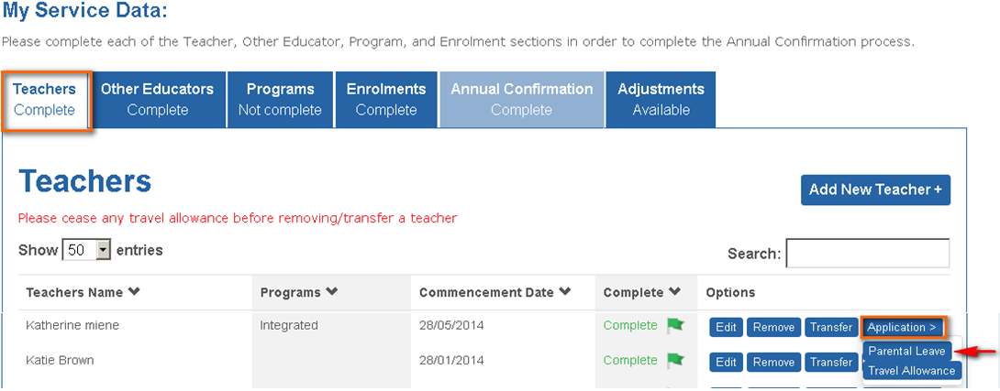 My Service Data:
Please complete each of the Teacher, Other Educator, Program, and Enrolment sections in order to complete the Annual Confirmation process.
Teachers Other Educators Programs Enrolments Annual Confirmation Adjustments
Complete Complete Not complete Complete Complete Available
Teachers
Add New Teacher +
Please cease any travel allowance before removing/transfer a teacher
Show 50 entries
Search:
Teachers Name Programs Commencement Date Complete Options
Katherine miene Integrated 28/05/2014 Complete Edit Remove Transfer Application >
Parental Leave
Katie Brown 28/01/2014 Complete Edit Remove Transfer
Travel Allowance